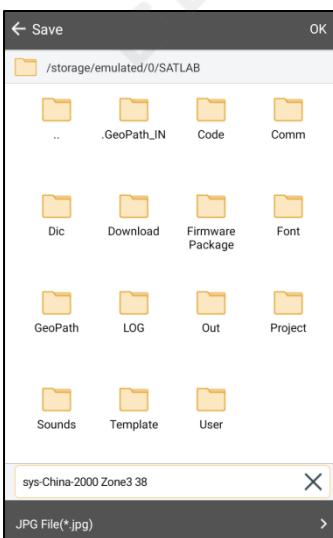 ← Save OK
/storage/emulated/0/SATLAB
.. .GeoPath_IN Code Comm
Dic Download Firmware Package Font
GeoPath LOG Out Project
Sounds Template User
sys-China-2000 Zone3 38
JPG File(*.jpg) >